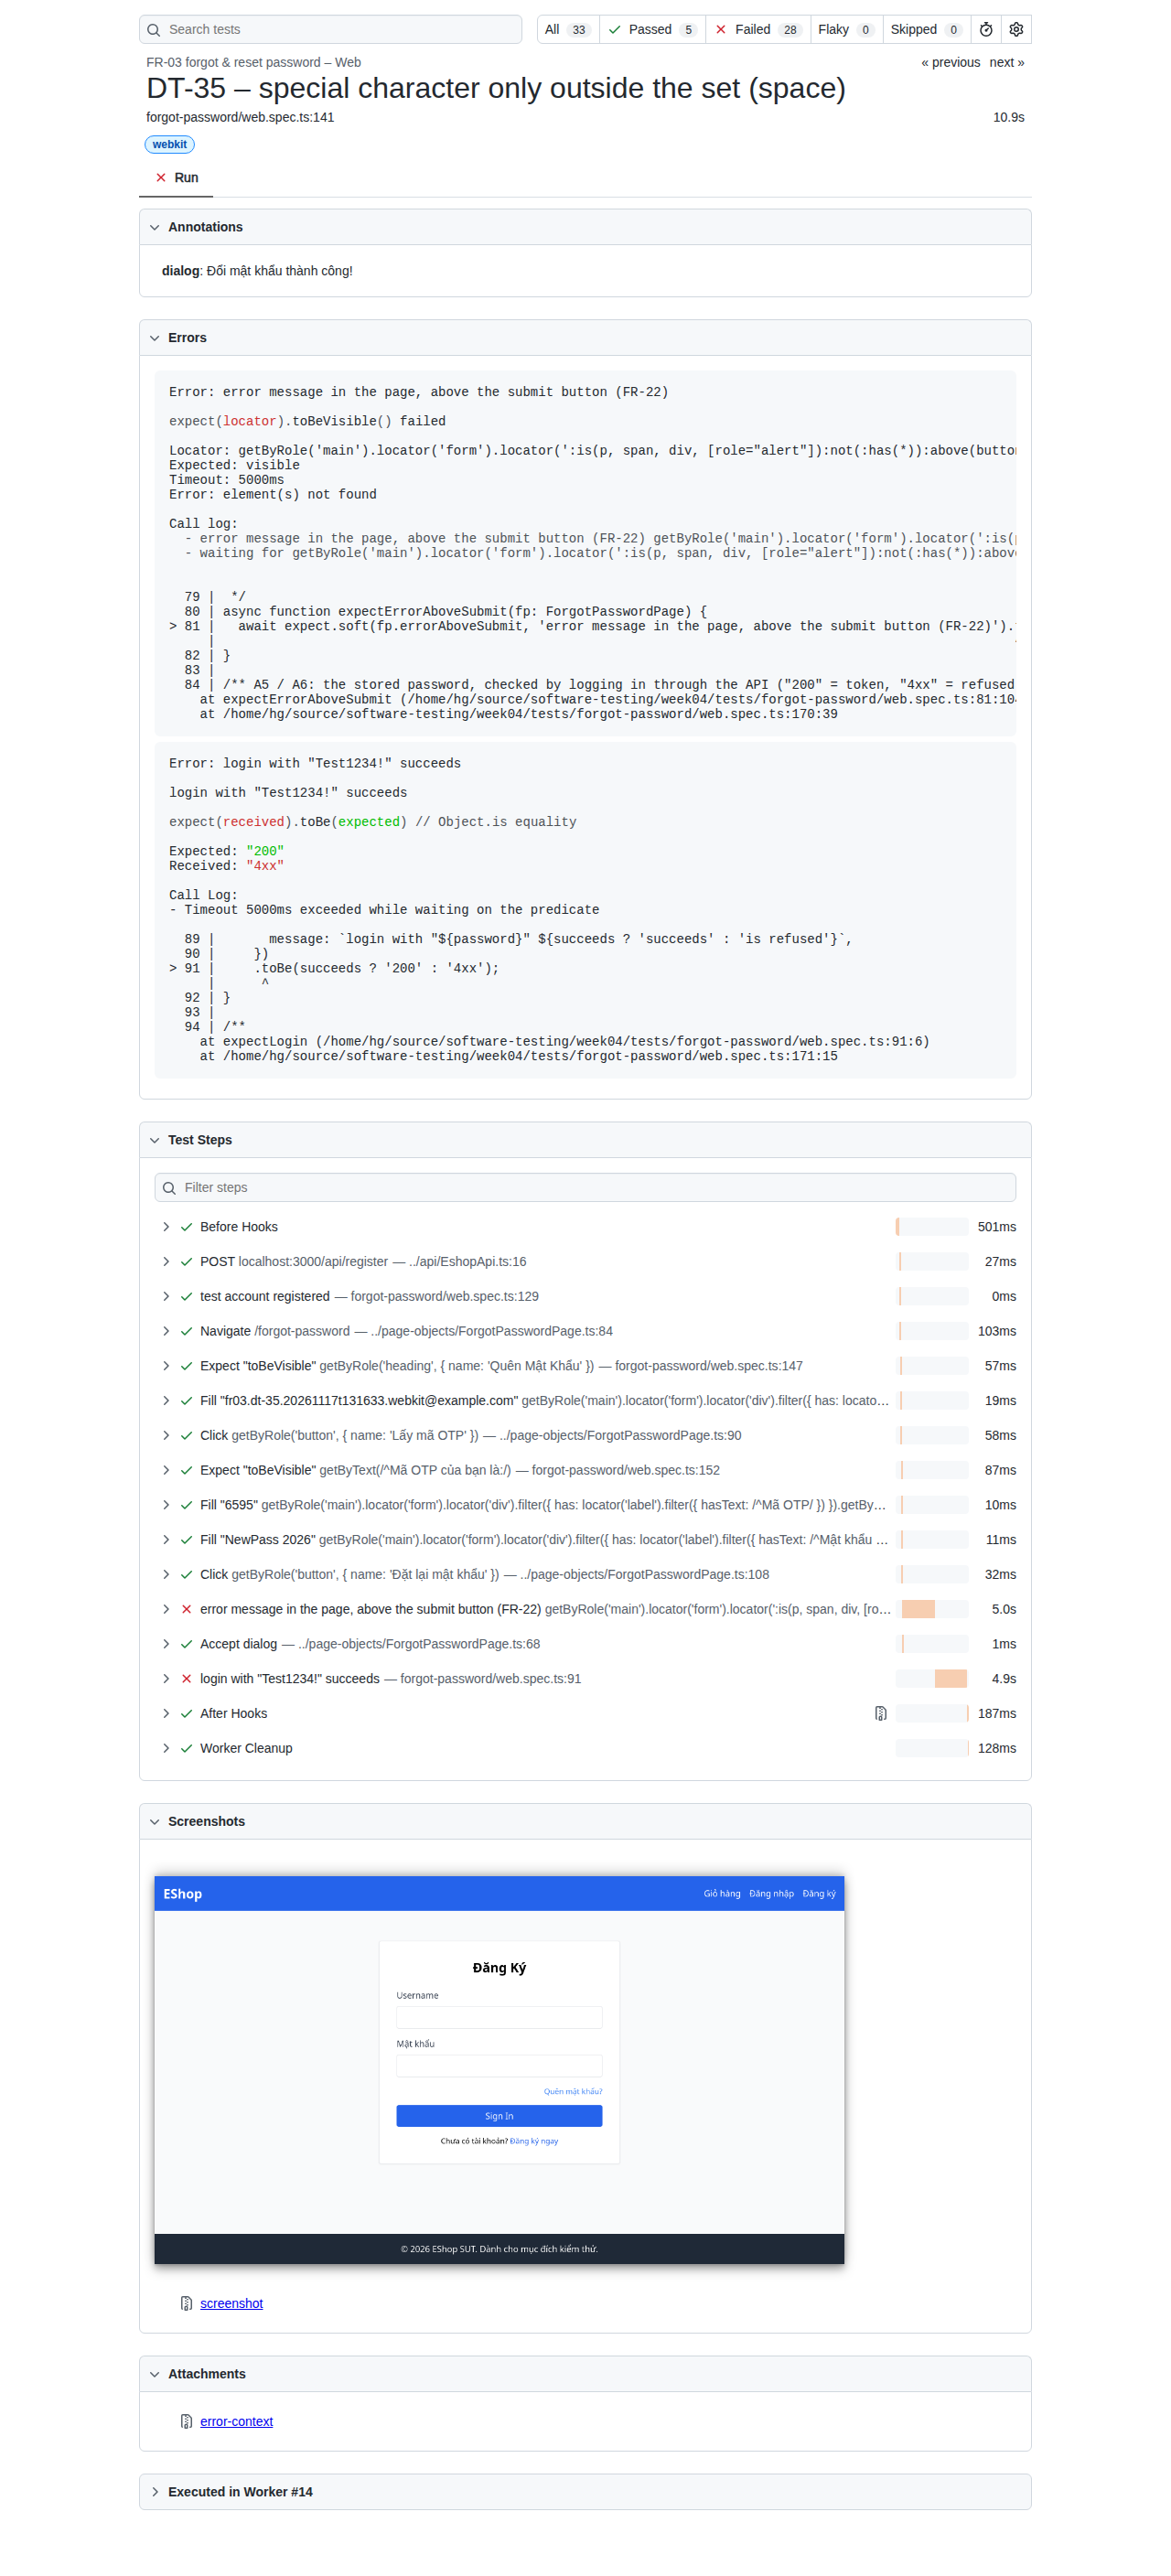 Search tests
All 33
Passed 5
Failed 28
Flaky 0
Skipped 0
FR-03 forgot & reset password – Web
« previous next »
DT-35 – special character only outside the set (space)
forgot-password/web.spec.ts:141
10.9s
webkit
Run
Annotations
dialog: Đổi mật khẩu thành công!
Errors
Error: error message in the page, above the submit button (FR-22)
expect(locator).toBeVisible() failed
Locator: getByRole('main').locator('form').locator(':is(p, span, div, [role="alert"]):not(:has(*)):above(button
Expected: visible
Timeout: 5000ms
Error: element(s) not found
Call log:
- error message in the page, above the submit button (FR-22) getByRole('main').locator('form').locator(':is(p
- waiting for getByRole('main').locator('form').locator(':is(p, span, div, [role="alert"]):not(:has(*)):above
79 | */
80 | async function expectErrorAboveSubmit(fp: ForgotPasswordPage) {
> 81 | await expect.soft(fp.errorAboveSubmit, 'error message in the page, above the submit button (FR-22)').
|
82 | }
83 |
84 | /** A5 / A6: the stored password, checked by logging in through the API ("200" = token, "4xx" = refused
at expectErrorAboveSubmit (/home/hg/source/software-testing/week04/tests/forgot-password/web.spec.ts:81:10
at /home/hg/source/software-testing/week04/tests/forgot-password/web.spec.ts:170:39
Error: login with "Test1234!" succeeds
login with "Test1234!" succeeds
expect(received).toBe(expected) // Object.is equality
Expected: "200"
Received: "4xx"
Call Log:
- Timeout 5000ms exceeded while waiting on the predicate
89 | message: `login with "${password}" ${succeeds ? 'succeeds' : 'is refused'}`,
90 | })
> 91 | .toBe(succeeds ? '200' : '4xx');
| ^
92 | }
93 |
94 | /**
at expectLogin (/home/hg/source/software-testing/week04/tests/forgot-password/web.spec.ts:91:6)
at /home/hg/source/software-testing/week04/tests/forgot-password/web.spec.ts:171:15
Test Steps
Filter steps
Before Hooks 501ms
POST localhost:3000/api/register — ../api/EshopApi.ts:16 27ms
test account registered — forgot-password/web.spec.ts:129 0ms
Navigate /forgot-password — ../page-objects/ForgotPasswordPage.ts:84 103ms
Expect "toBeVisible" getByRole('heading', { name: 'Quên Mật Khẩu' }) — forgot-password/web.spec.ts:147 57ms
Fill "fr03.dt-35.20261117t131633.webkit@example.com" getByRole('main').locator('form').locator('div').filter({ has: locato… 19ms
Click getByRole('button', { name: 'Lấy mã OTP' }) — ../page-objects/ForgotPasswordPage.ts:90 58ms
Expect "toBeVisible" getByText(/^Mã OTP của bạn là:/) — forgot-password/web.spec.ts:152 87ms
Fill "6595" getByRole('main').locator('form').locator('div').filter({ has: locator('label').filter({ hasText: /^Mã OTP/ }) }).getBy… 10ms
Fill "NewPass 2026" getByRole('main').locator('form').locator('div').filter({ has: locator('label').filter({ hasText: /^Mật khẩu … 11ms
Click getByRole('button', { name: 'Đặt lại mật khẩu' }) — ../page-objects/ForgotPasswordPage.ts:108 32ms
error message in the page, above the submit button (FR-22) getByRole('main').locator('form').locator(':is(p, span, div, [ro… 5.0s
Accept dialog — ../page-objects/ForgotPasswordPage.ts:68 1ms
login with "Test1234!" succeeds — forgot-password/web.spec.ts:91 4.9s
After Hooks 187ms
Worker Cleanup 128ms
Screenshots
EShop
Giỏ hàng Đăng nhập Đăng ký
Đăng Ký
Username
Mật khẩu
Quên mật khẩu?
Sign In
Chưa có tài khoản? Đăng ký ngay
© 2026 EShop SUT. Dành cho mục đích kiểm thử.
screenshot
Attachments
error-context
Executed in Worker #14